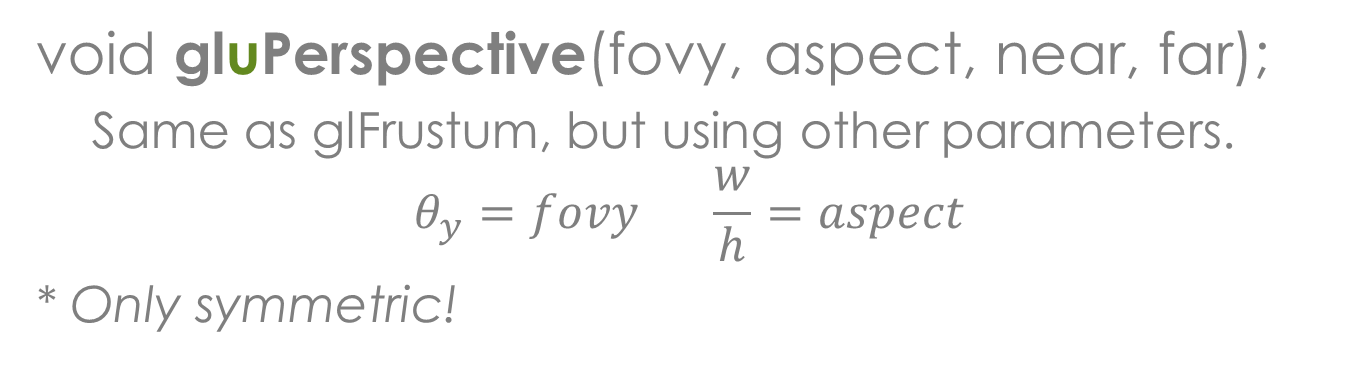 void gluPerspective(fovy, aspect, near, far);
Same as glFrustum, but using other parameters.
θ_y = fovy   w/h = aspect
* Only symmetric!